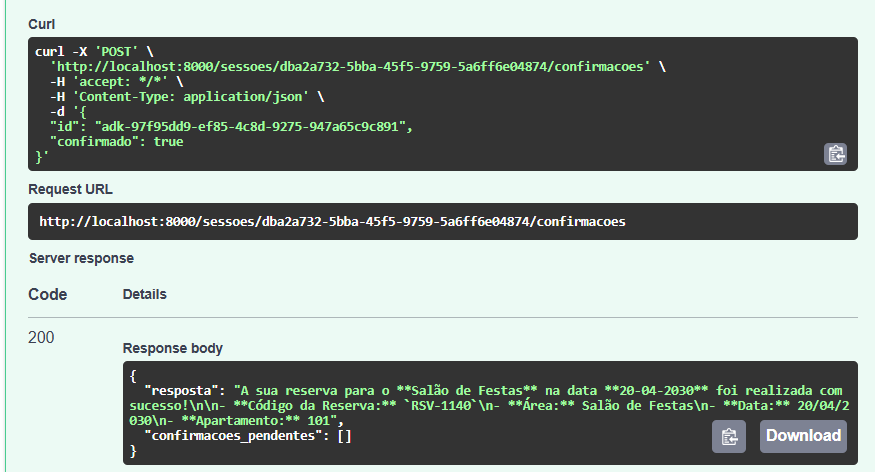 Curl
curl -X 'POST' \
  'http://localhost:8000/sessoes/dba2a732-5bba-45f5-9759-5a6ff6e04874/confirmacoes' \
  -H 'accept: */*' \
  -H 'Content-Type: application/json' \
  -d '{
  "id": "adk-97f95dd9-ef85-4c8d-9275-947a65c9c891",
  "confirmado": true
}'
Request URL
http://localhost:8000/sessoes/dba2a732-5bba-45f5-9759-5a6ff6e04874/confirmacoes
Server response
Code Details
200
Response body
{
  "resposta": "A sua reserva para o **Salão de Festas** na data **20-04-2030** foi realizada com
sucesso!\n\n- **Código da Reserva:** `RSV-1140`\n- **Área:** Salão de Festas\n- **Data:** 20/04/2
030\n- **Apartamento:** 101",
  "confirmacoes_pendentes": []
}
Download